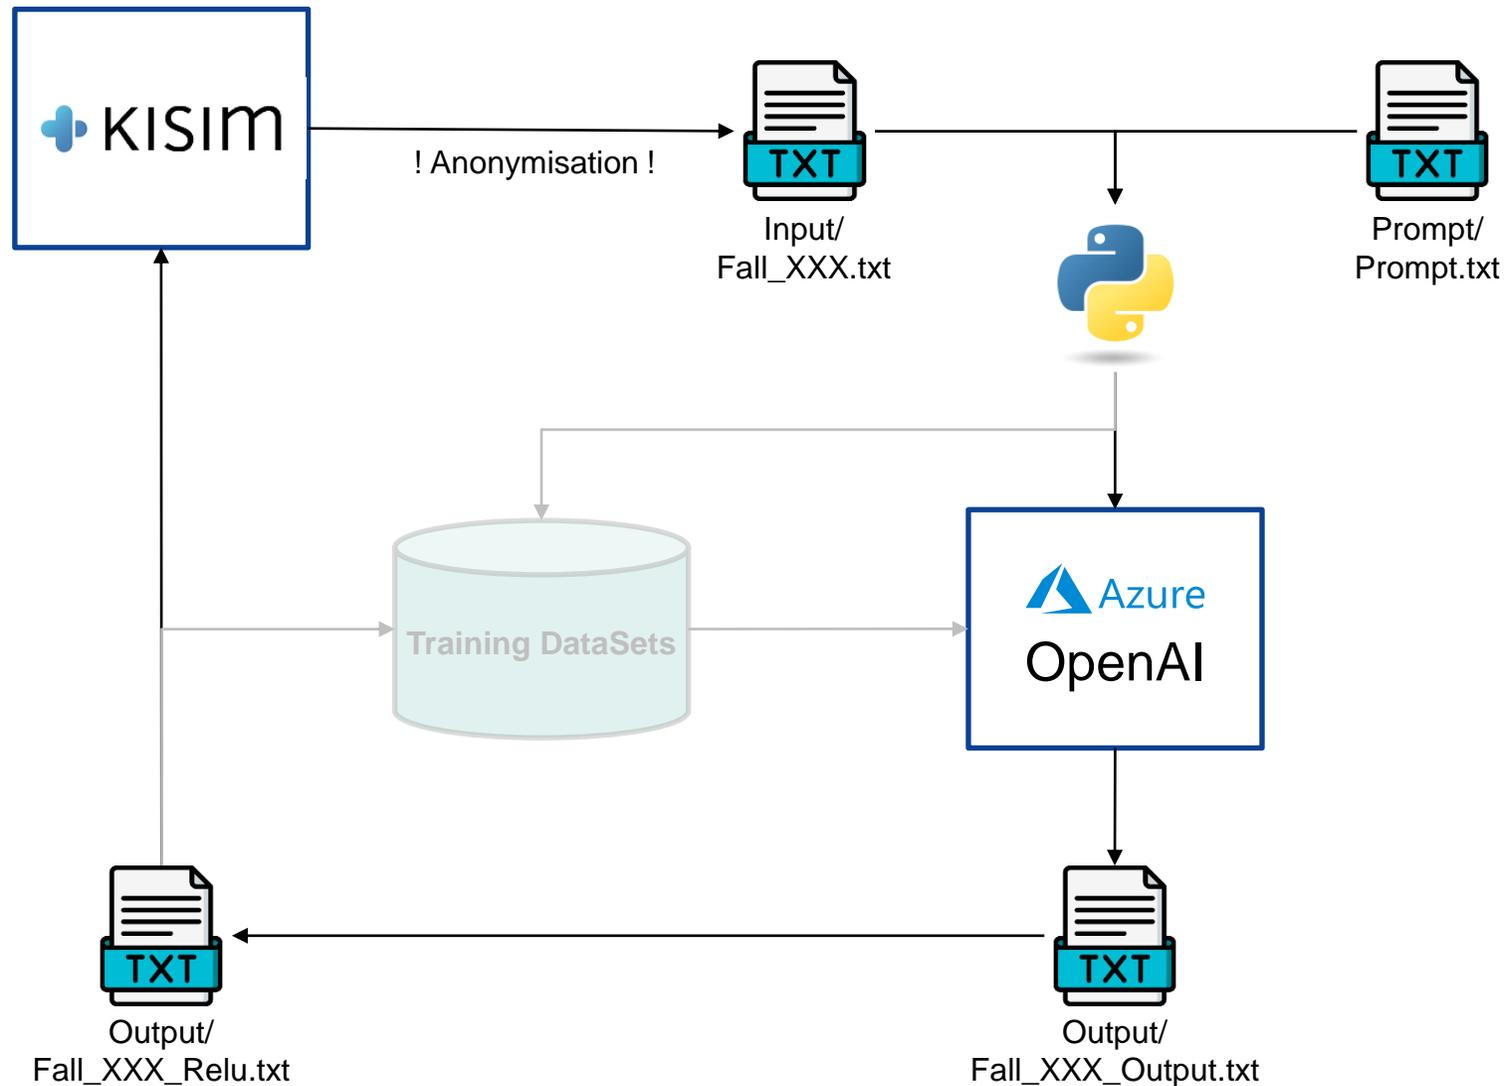 KISIM
! Anonymisation !
TXT
Input/
Fall_XXX.txt
TXT
Prompt/
Prompt.txt
Training DataSets
Azure
OpenAI
TXT
Output/
Fall_XXX_Relu.txt
TXT
Output/
Fall_XXX_Output.txt